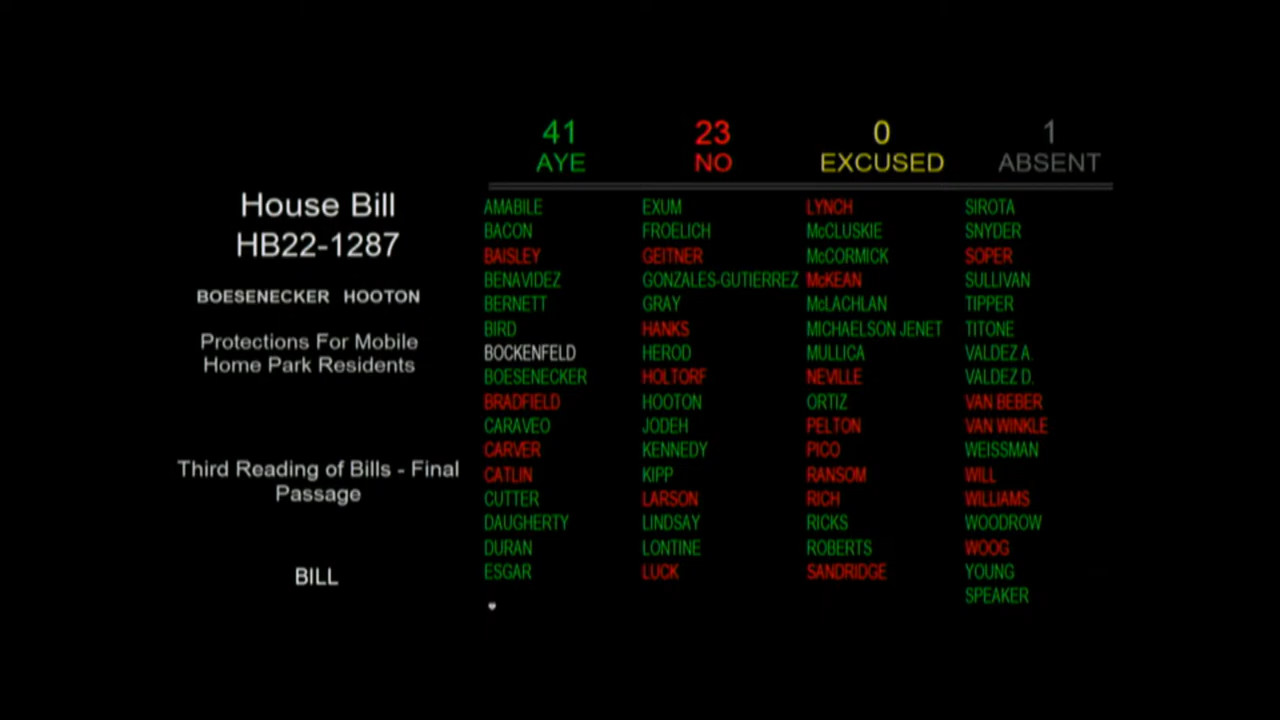 41 23 0 1
AYE NO EXCUSED ABSENT
House Bill
HB22-1287
BOESENECKER HOOTON
Protections For Mobile
Home Park Residents
Third Reading of Bills - Final
Passage
BILL
AMABILE EXUM LYNCH SIROTA
BACON FROELICH McCLUSKIE SNYDER
BAISLEY GEITNER McCORMICK SOPER
BENAVIDEZ GONZALES-GUTIERREZ McKEAN SULLIVAN
BERNETT GRAY McLACHLAN TIPPER
BIRD HANKS MICHAELSON JENET TITONE
BOCKENFELD HEROD MULLICA VALDEZ A.
BOESENECKER HOLTORF NEVILLE VALDEZ D.
BRADFIELD HOOTON ORTIZ VAN BEBER
CARAVEO JODEH PELTON VAN WINKLE
CARVER KENNEDY PICO WEISSMAN
CATLIN KIPP RANSOM WILL
CUTTER LARSON RICH WILLIAMS
DAUGHERTY LINDSAY RICKS WOODROW
DURAN LONTINE ROBERTS WOOG
ESGAR LUCK SANDRIDGE YOUNG
SPEAKER